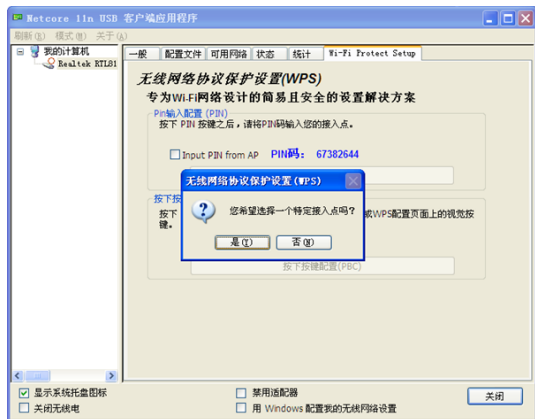 Netcore 11n USB 客户端应用程序
刷新(R) 模式(M) 关于(A)
我的计算机
Realtek RTL81
一般 配置文件 可用网络 状态 统计 Wi-Fi Protect Setup
无线网络协议保护设置(WPS)
专为Wi-Fi网络设计的简易且安全的设置解决方案
Pin输入配置 (PIN)
按下 PIN 按键之后，请将PIN码输入您的接入点。
Input PIN from AP PIN码： 67382644
无线网络协议保护设置(WPS)
您希望选择一个特定接入点吗?
是(Y) 否(N)
按下按
按下 或WPS配置页面上的视觉按
键。
按下按键配置(PBC)
显示系统托盘图标
禁用适配器
关闭
关闭无线电
用 Windows 配置我的无线网络设置